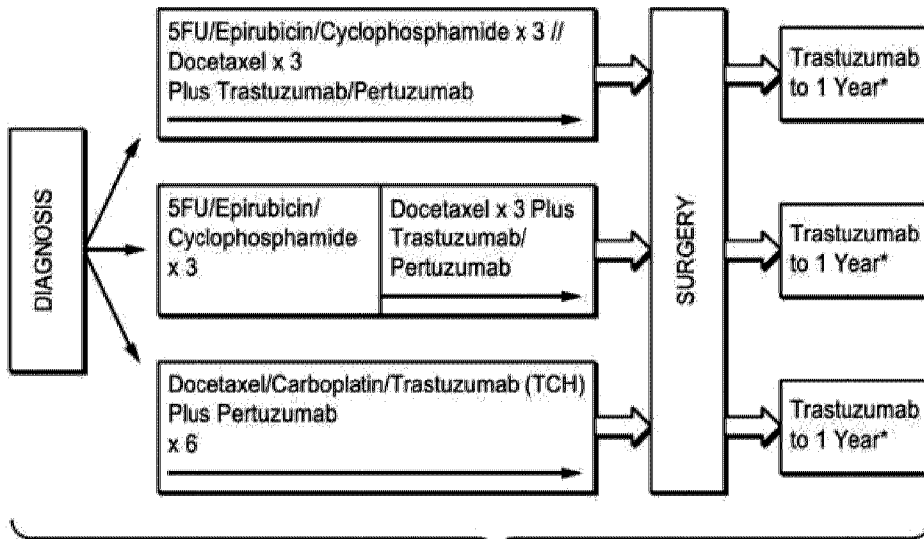 DIAGNOSIS
5FU/Epirubicin/Cyclophosphamide x 3 //
Docetaxel x 3
Plus Trastuzumab/Pertuzumab
5FU/Epirubicin/
Cyclophosphamide
x 3
Docetaxel x 3 Plus
Trastuzumab/
Pertuzumab
Docetaxel/Carboplatin/Trastuzumab (TCH)
Plus Pertuzumab
x 6
SURGERY
Trastuzumab
to 1 Year*
Trastuzumab
to 1 Year*
Trastuzumab
to 1 Year*